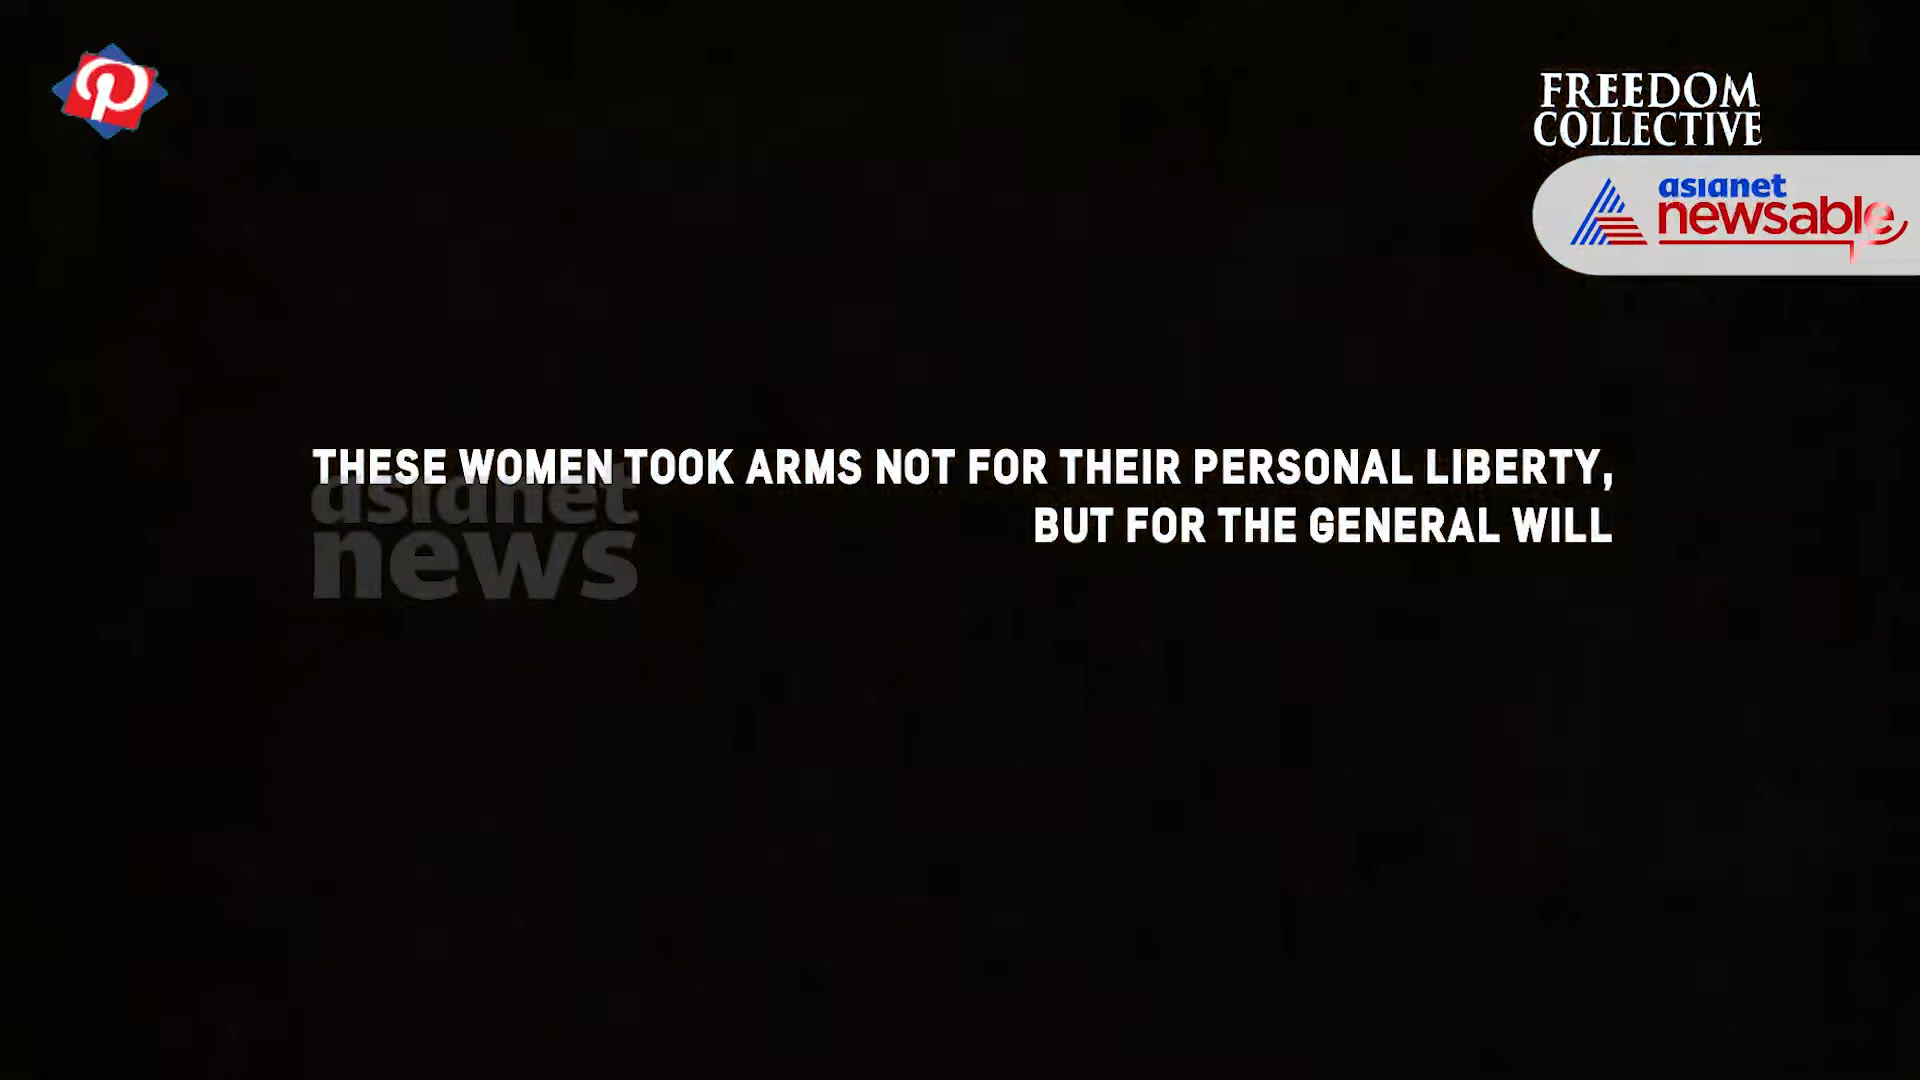 P
FREEDOM
COLLECTIVE
asianet
newsable
THESE WOMEN TOOK ARMS NOT FOR THEIR PERSONAL LIBERTY,
BUT FOR THE GENERAL WILL
asianet
news